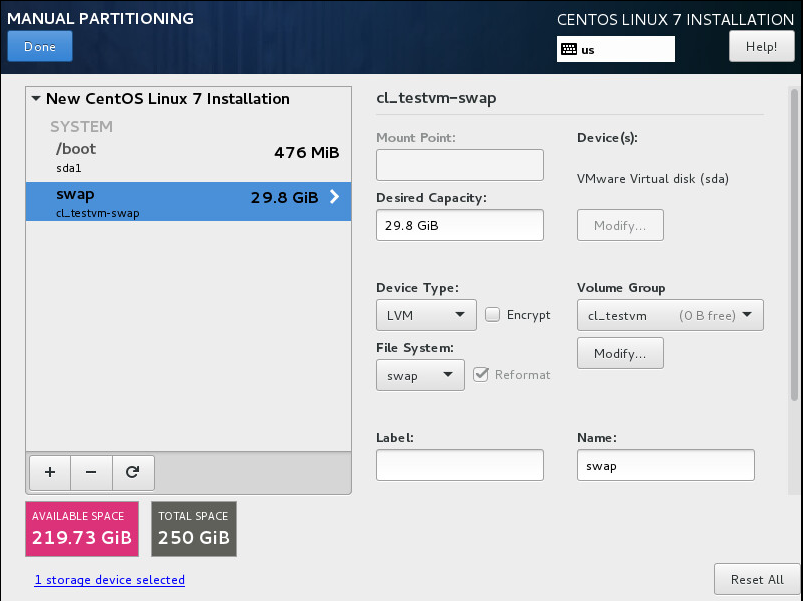 MANUAL PARTITIONING
CENTOS LINUX 7 INSTALLATION
Done
us
Help!
New CentOS Linux 7 Installation
SYSTEM
/boot
476 MiB
sda1
swap
29.8 GiB
cl_testvm-swap
+ −
AVAILABLE SPACE
219.73 GiB
TOTAL SPACE
250 GiB
1 storage device selected
cl_testvm-swap
Mount Point:
Device(s):
VMware Virtual disk (sda)
Desired Capacity:
29.8 GiB
Modify...
Device Type:
Volume Group
LVM
Encrypt
cl_testvm (0 B free)
File System:
Modify...
swap
Reformat
Label:
Name:
swap
Reset All